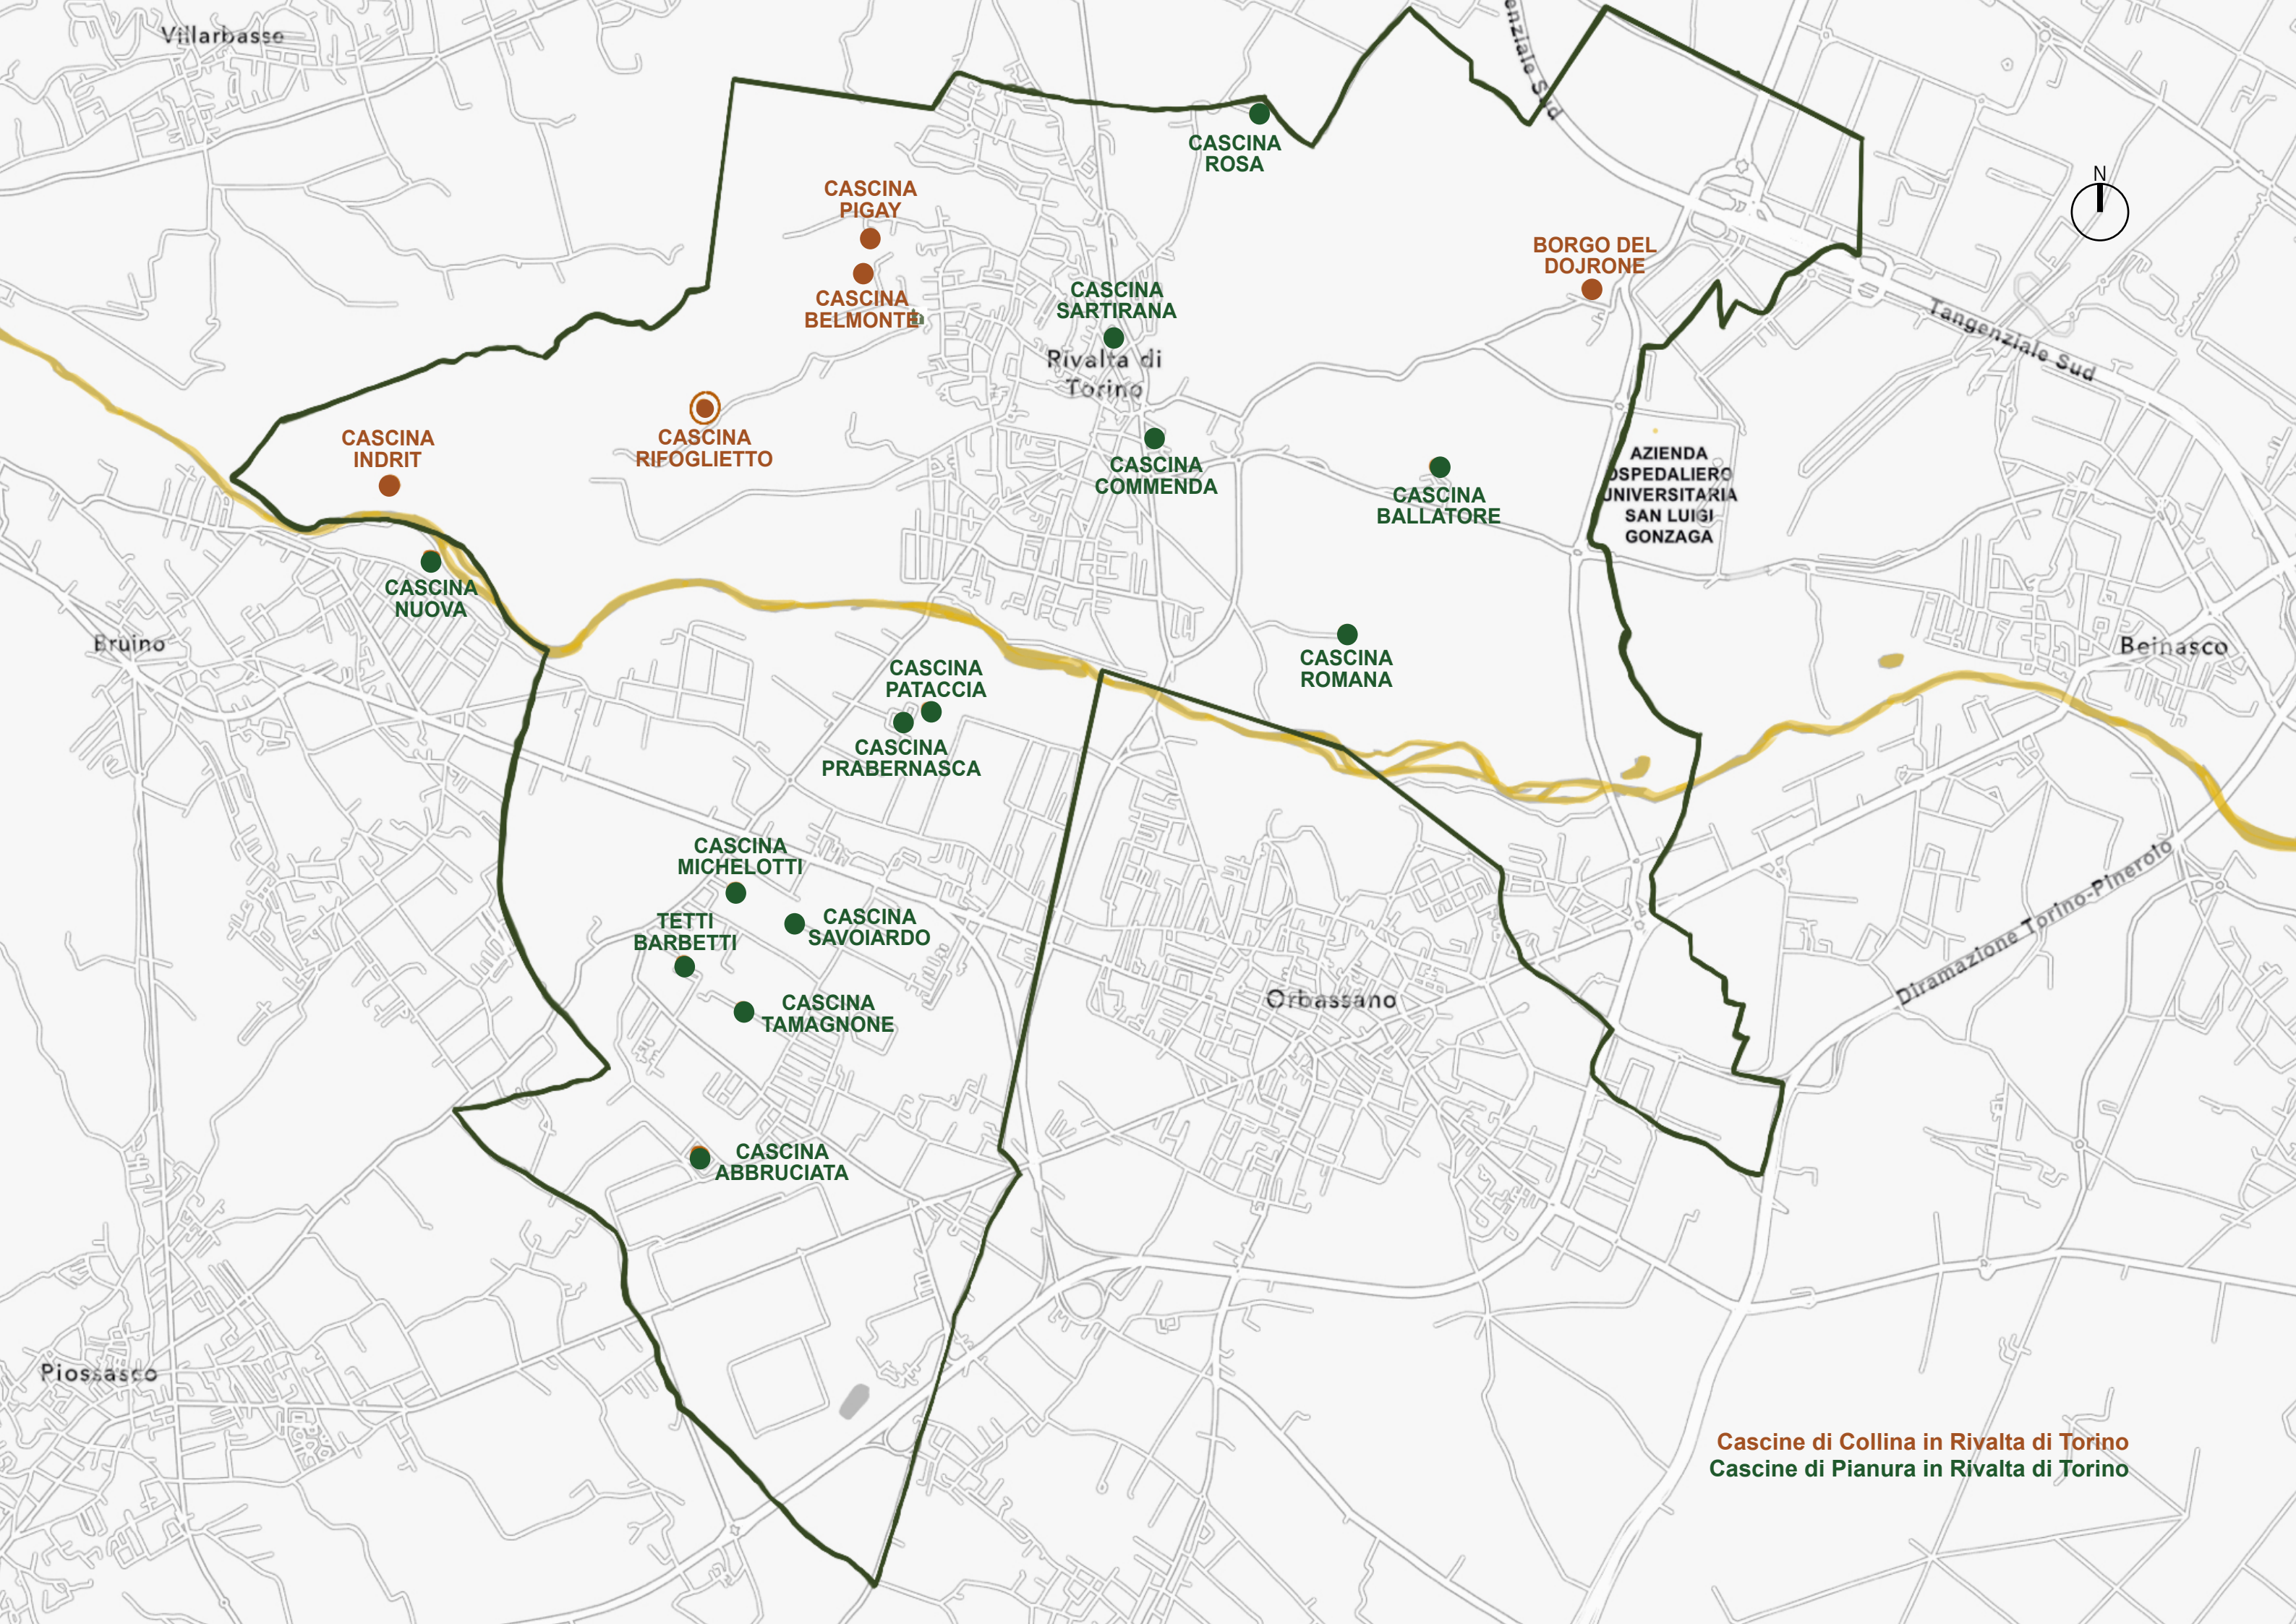 Villarbasse
enziale Sud
CASCINA
ROSA
N
CASCINA
PIGAY
BORGO DEL
DOJRONE
CASCINA
BELMONTE
CASCINA
SARTIRANA
Rivalta di
Torino
Tangenziale Sud
CASCINA
INDRIT
CASCINA
RIFOGLIETTO
CASCINA
COMMENDA
CASCINA
BALLATORE
AZIENDA
OSPEDALIERO
UNIVERSITARIA
SAN LUIGI
GONZAGA
CASCINA
NUOVA
Bruino
CASCINA
ROMANA
Beinasco
CASCINA
PATACCIA
CASCINA
PRABERNASCA
CASCINA
MICHELOTTI
TETTI
BARBETTI
CASCINA
SAVOIARDO
Diramazione Torino-Pinerolo
CASCINA
TAMAGNONE
Orbassano
CASCINA
ABBRUCIATA
Piossasco
Cascine di Collina in Rivalta di Torino
Cascine di Pianura in Rivalta di Torino